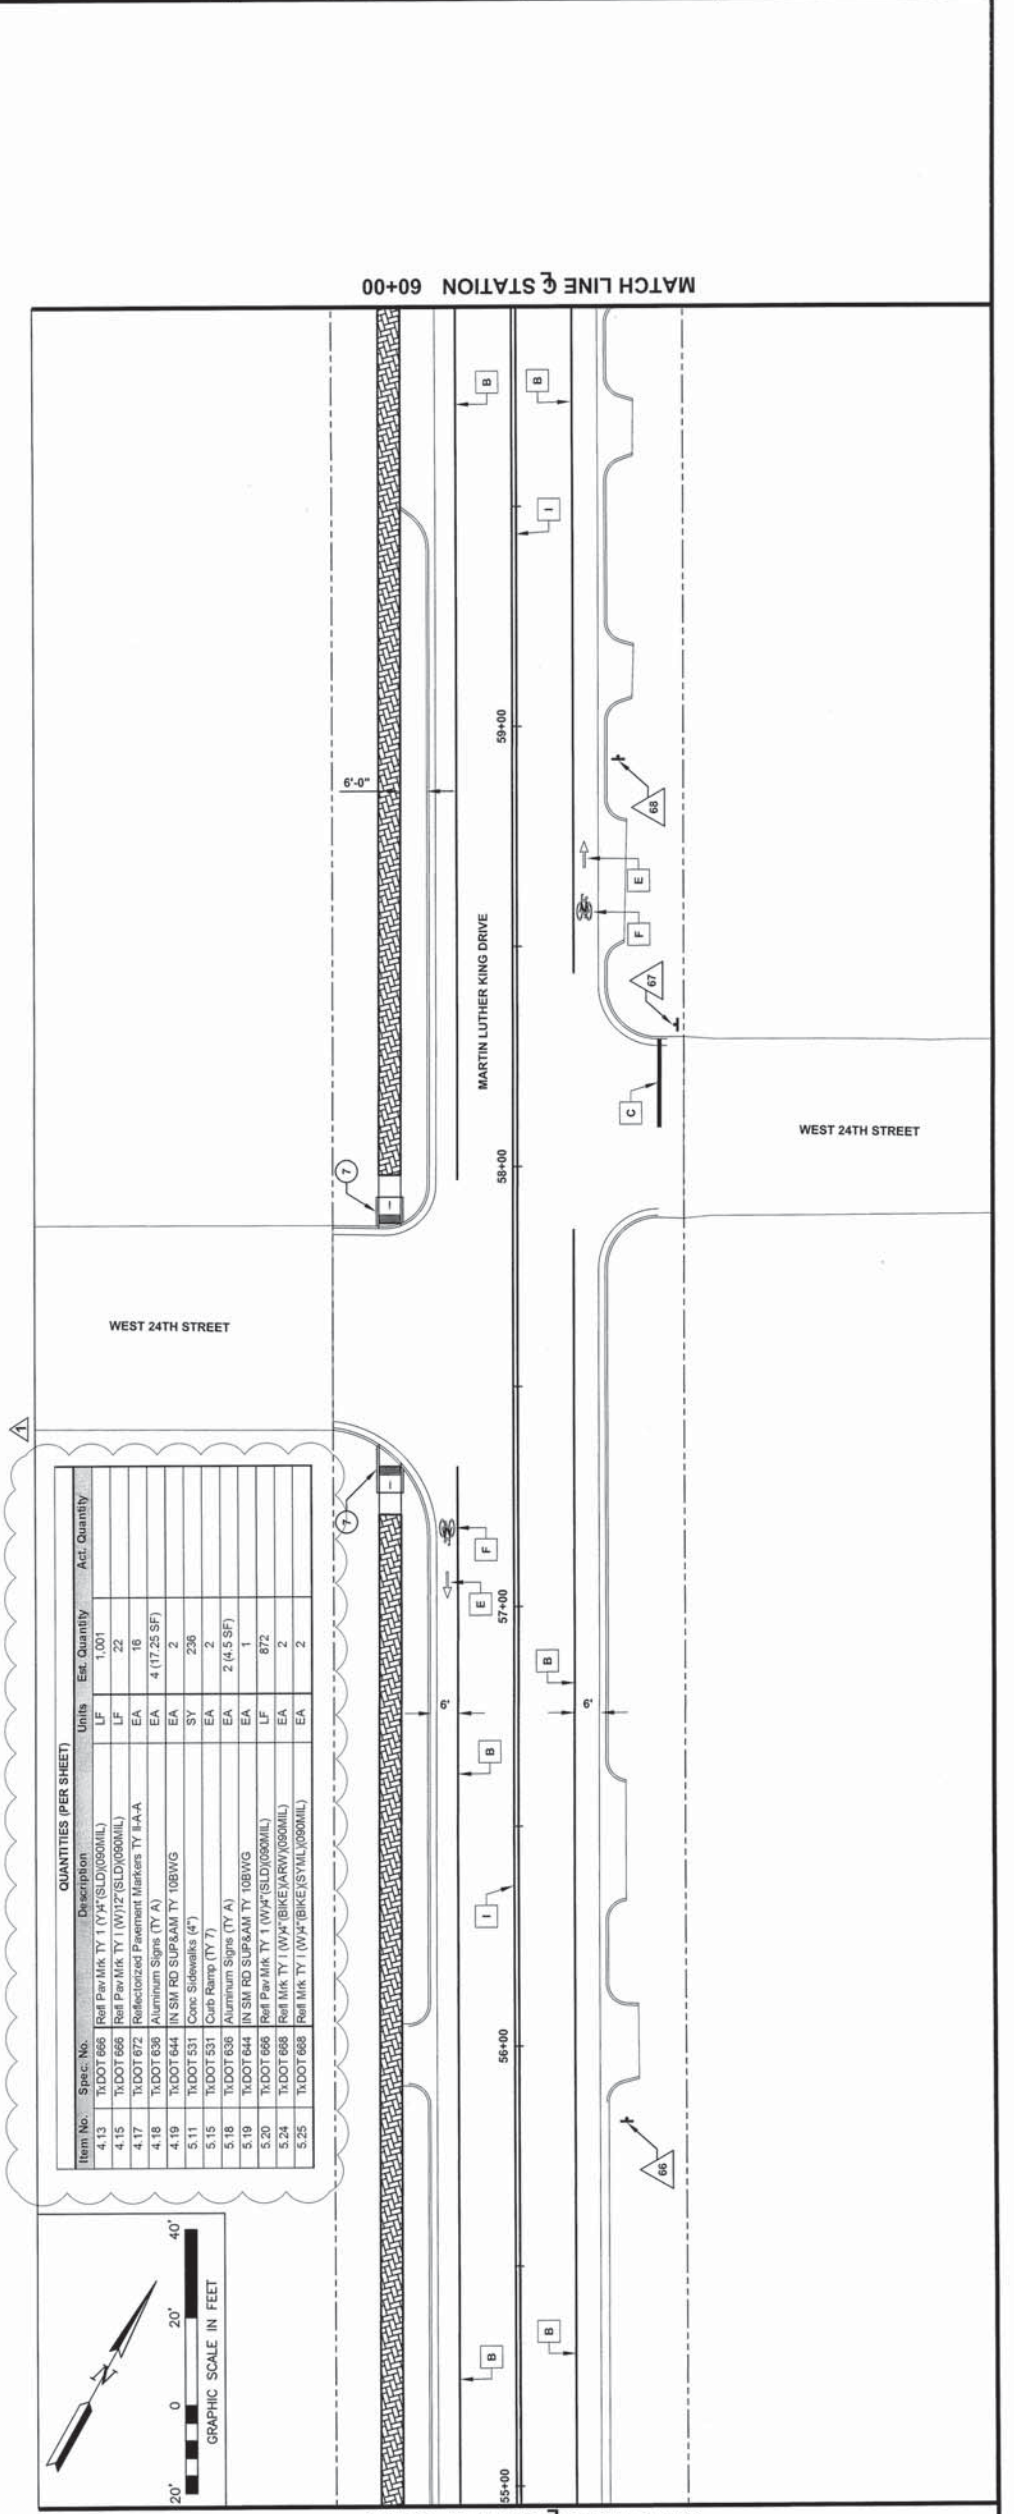 MATCH LINE ℄ STATION 60+00
1
QUANTITIES (PER SHEET)
Item No. Spec. No. Description Units Est. Quantity Act. Quantity
4.13 TxDOT 666 Refl Pav Mrk TY 1 (Y)4"(SLD)(090MIL) LF 1,001
4.15 TxDOT 666 Refl Pav Mrk TY I (W)12"(SLD)(090MIL) LF 22
4.17 TxDOT 672 Reflectorized Pavement Markers TY II-A-A EA 16
4.18 TxDOT 636 Aluminum Signs (TY A) EA 4 (17.25 SF)
4.19 TxDOT 644 IN SM RD SUP&AM TY 10BWG EA 2
5.11 TxDOT 531 Conc Sidewalks (4") SY 236
5.15 TxDOT 531 Curb Ramp (TY 7) EA 2
5.18 TxDOT 636 Aluminum Signs (TY A) EA 2 (4.5 SF)
5.19 TxDOT 644 IN SM RD SUP&AM TY 10BWG EA 1
5.20 TxDOT 666 Refl Pav Mrk TY 1 (W)4"(SLD)(090MIL) LF 872
5.24 TxDOT 668 Refl Mrk TY I (W)4"(BIKE)(ARW)(090MIL) EA 2
5.25 TxDOT 668 Refl Mrk TY I (W)4"(BIKE)(SYML)(090MIL) EA 2
N
20' 0 20' 40'
GRAPHIC SCALE IN FEET
WEST 24TH STREET
7
7
6'-0"
B
6'
B
E
F
B
55+00
56+00
57+00
58+00
59+00
MARTIN LUTHER KING DRIVE
I
I
B
B
6'
B
66
C
67
F
E
68
WEST 24TH STREET